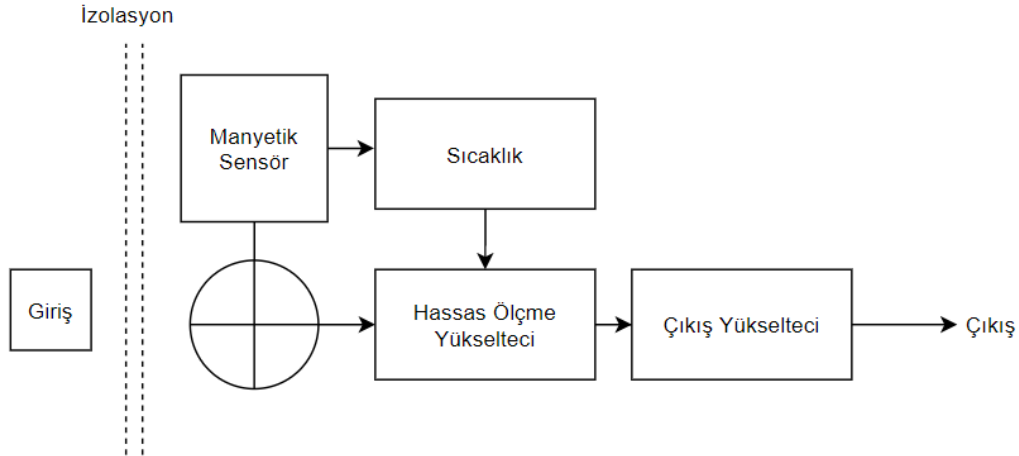 İzolasyon
Manyetik
Sensör
Sıcaklık
Giriş
Hassas Ölçme
Yükselteci
Çıkış Yükselteci
Çıkış